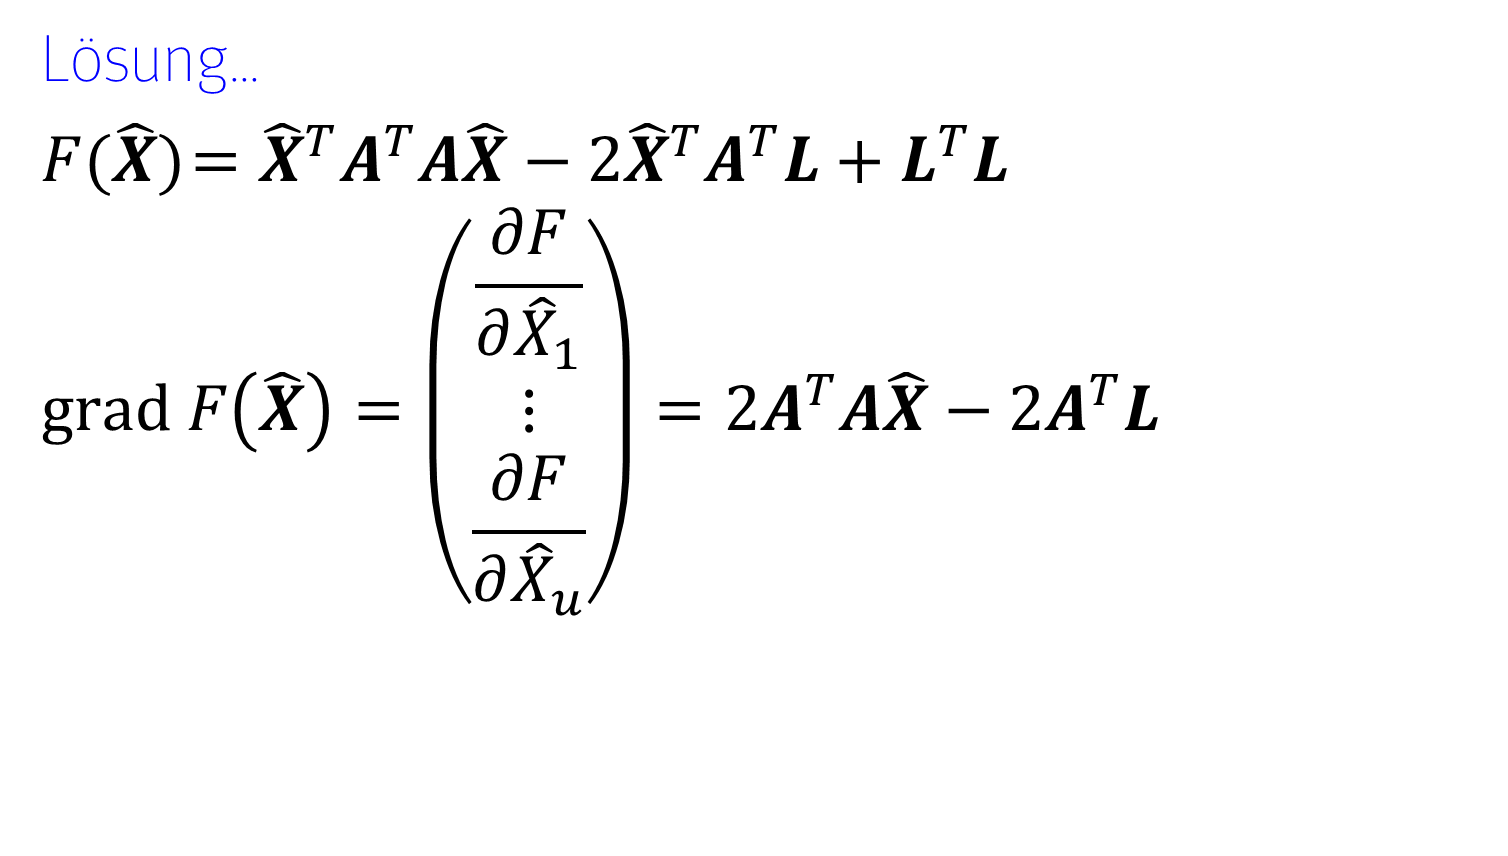 Lösung...
F(X̂) = X̂ᵀAᵀAX̂ − 2X̂ᵀAᵀL + LᵀL
grad F(X̂) = (∂F/∂X̂₁ ⋮ ∂F/∂X̂ᵤ) = 2AᵀAX̂ − 2AᵀL